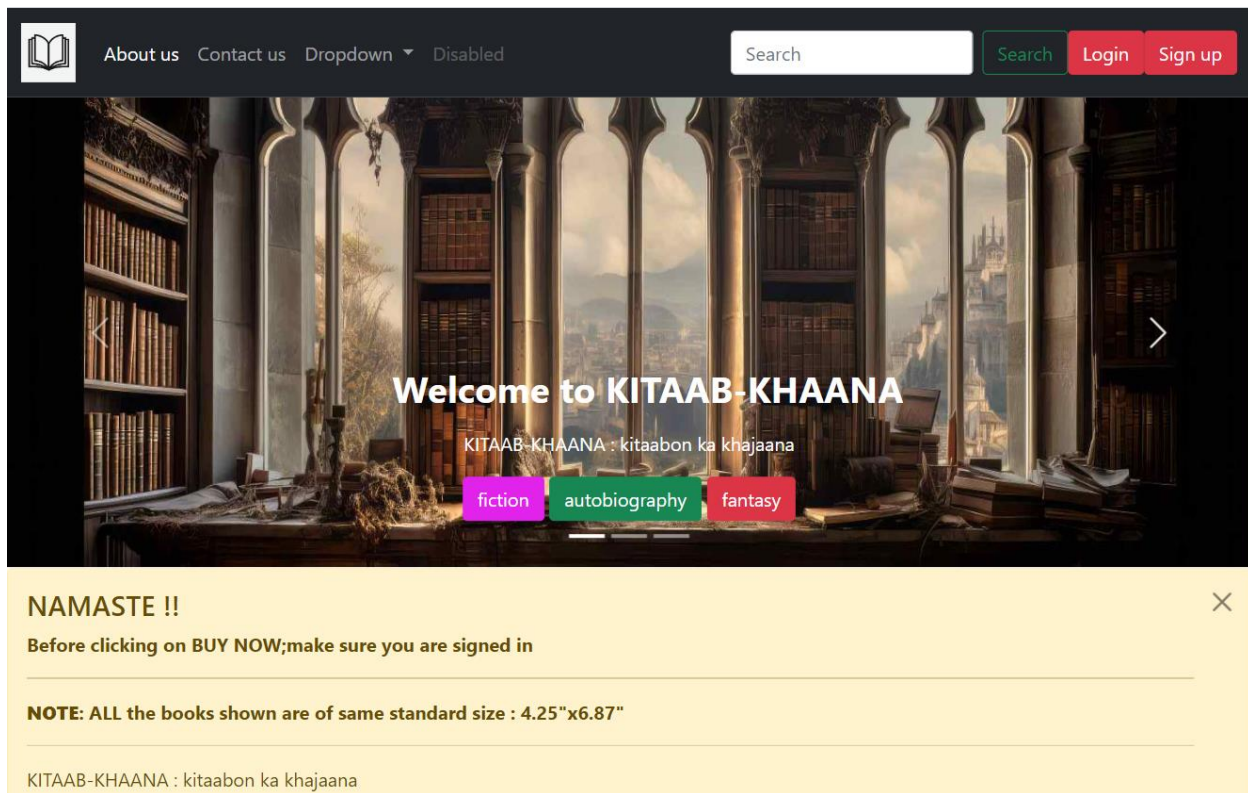 About us Contact us Dropdown Disabled Search Search Login Sign up
Welcome to KITAAB-KHAANA
KITAAB-KHAANA : kitaabon ka khajaana
fiction autobiography fantasy
NAMASTE !!
Before clicking on BUY NOW;make sure you are signed in
NOTE: ALL the books shown are of same standard size : 4.25"x6.87"
KITAAB-KHAANA : kitaabon ka khajaana